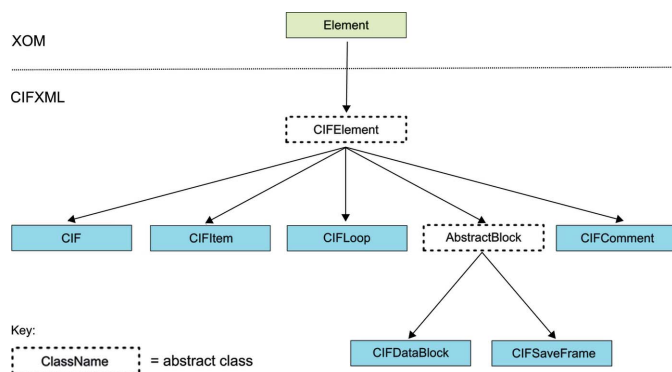 Element
XOM
CIFXML
CIFElement
CIF
CIFItem
CIFLoop
AbstractBlock
CIFComment
Key:
CIFDataBlock
CIFSaveFrame
ClassName = abstract class